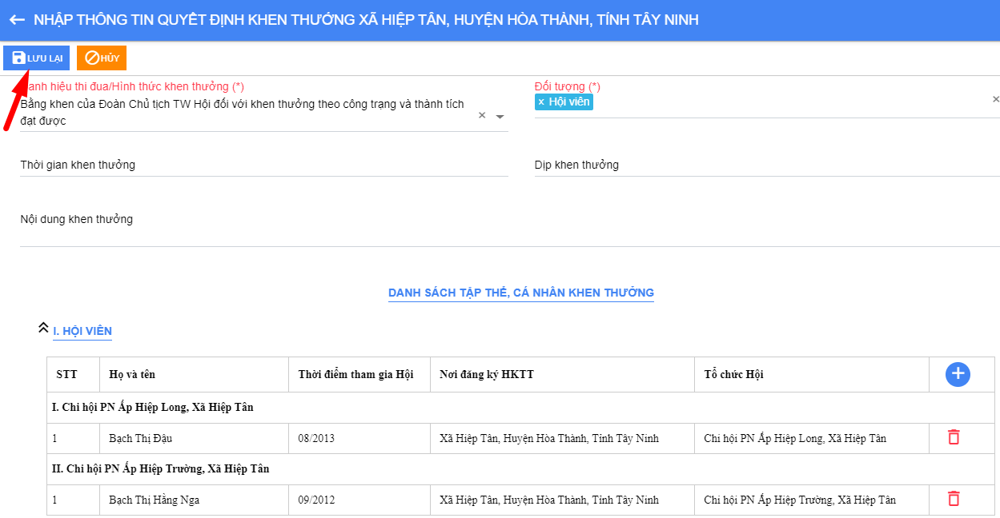 NHẬP THÔNG TIN QUYẾT ĐỊNH KHEN THƯỞNG XÃ HIỆP TÂN, HUYỆN HÒA THÀNH, TỈNH TÂY NINH
LƯU LẠI HỦY
anh hiệu thi đua/Hình thức khen thưởng (*)
Bằng khen của Đoàn Chủ tịch TW Hội đối với khen thưởng theo công trạng và thành tích
đạt được
Đối tượng (*)
× Hội viên
Thời gian khen thưởng
Dịp khen thưởng
Nội dung khen thưởng
DANH SÁCH TẬP THỂ, CÁ NHÂN KHEN THƯỞNG
I. HỘI VIÊN
STT Họ và tên Thời điểm tham gia Hội Nơi đăng ký HKTT Tổ chức Hội
I. Chi hội PN Ấp Hiệp Long, Xã Hiệp Tân
1 Bạch Thị Đậu 08/2013 Xã Hiệp Tân, Huyện Hòa Thành, Tỉnh Tây Ninh Chi hội PN Ấp Hiệp Long, Xã Hiệp Tân
II. Chi hội PN Ấp Hiệp Trường, Xã Hiệp Tân
1 Bạch Thị Hằng Nga 09/2012 Xã Hiệp Tân, Huyện Hòa Thành, Tỉnh Tây Ninh Chi hội PN Ấp Hiệp Trường, Xã Hiệp Tân